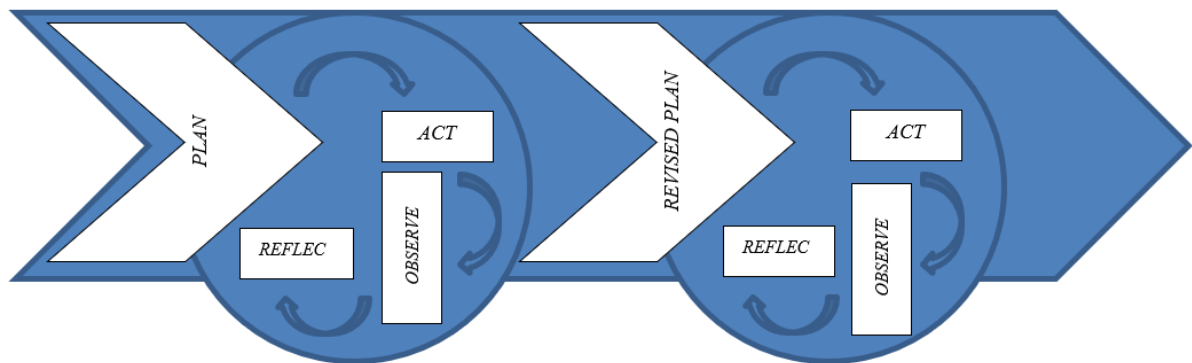 PLAN
ACT
OBSERVE
REFLEC
REVISED PLAN
ACT
OBSERVE
REFLEC